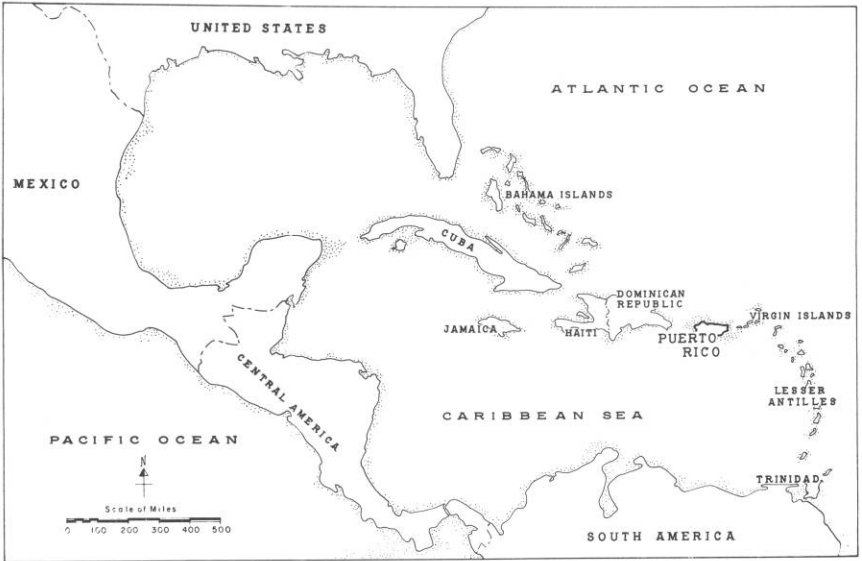 UNITED STATES
ATLANTIC OCEAN
MEXICO
BAHAMA ISLANDS
CUBA
DOMINICAN
REPUBLIC
JAMAICA
HAITI
VIRGIN ISLANDS
PUERTO
RICO
CENTRAL AMERICA
LESSER
ANTILLES
CARIBBEAN SEA
PACIFIC OCEAN
N
TRINIDAD
Scale of Miles
0 100 200 300 400 500
SOUTH AMERICA